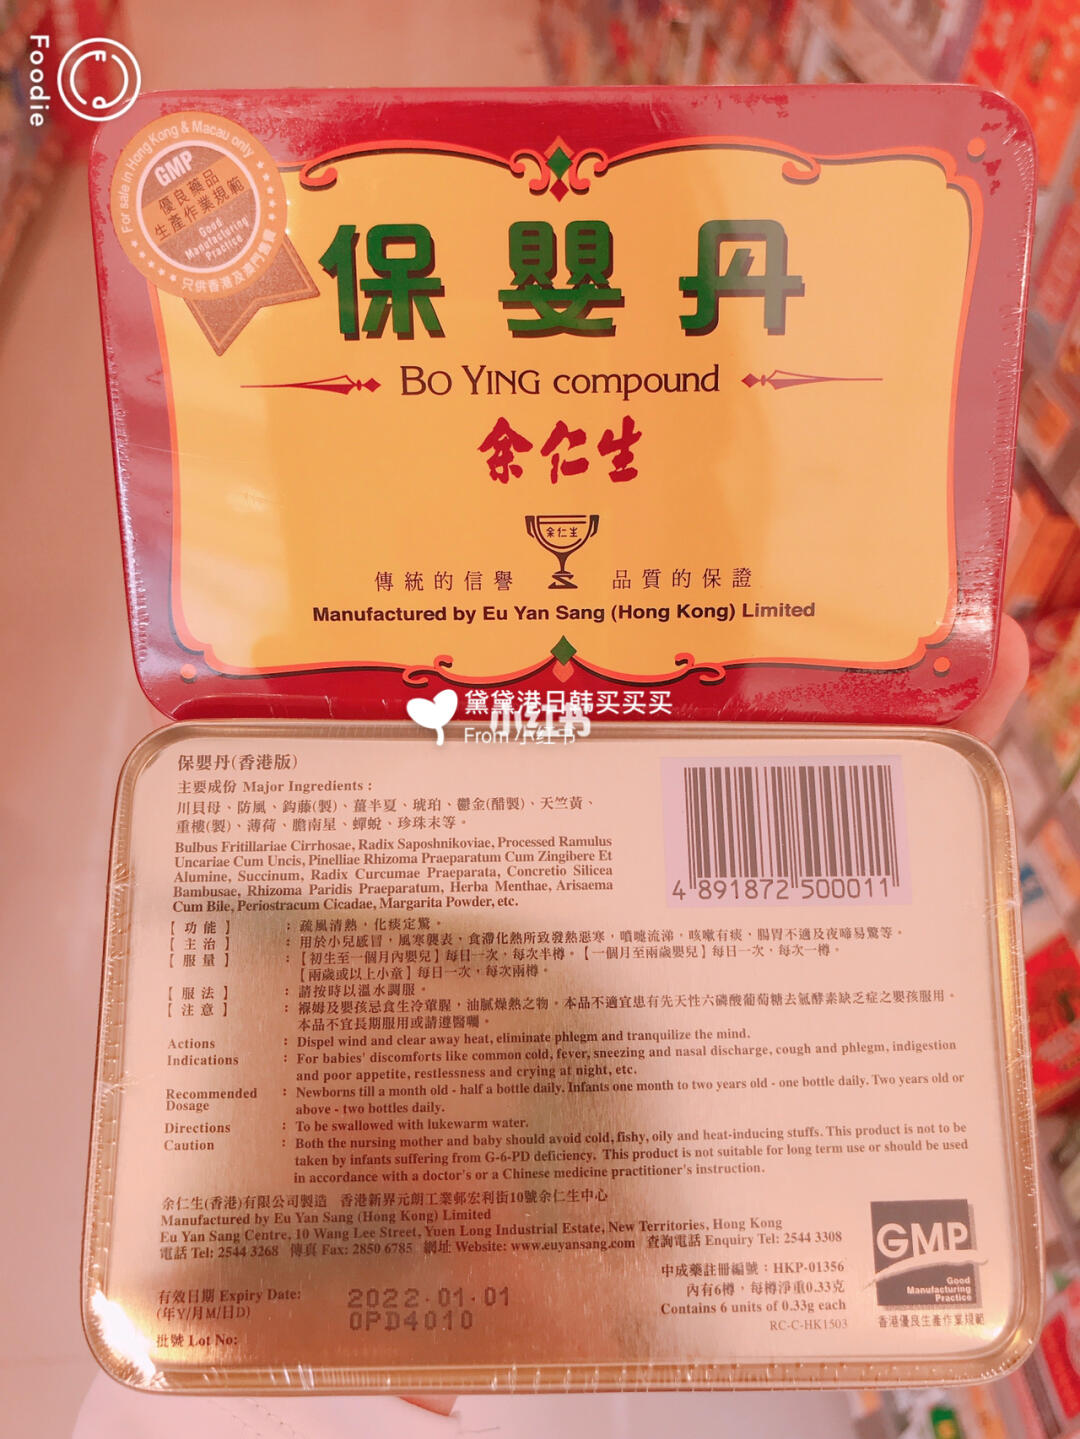 Foodie
For sale in Hong Kong & Macau only
GMP
優良藥品
生產作業規範
Good
Manufacturing
Practice
只供香港及澳門售賣
保嬰丹
BO YING compound
余仁生
余仁生
傳統的信譽 品質的保證
Manufactured by Eu Yan Sang (Hong Kong) Limited
黛黛港日韩买买买
小红书
From 小红书
保嬰丹(香港版)
主要成份 Major Ingredients :
川貝母、防風、鈎藤(製)、薑半夏、琥珀、鬱金(醋製)、天竺黃、
重樓(製)、薄荷、膽南星、蟬蛻、珍珠末等。
Bulbus Fritillariae Cirrhosae, Radix Saposhnikoviae, Processed Ramulus
Uncariae Cum Uncis, Pinelliae Rhizoma Praeparatum Cum Zingibere Et
Alumine, Succinum, Radix Curcumae Praeparata, Concretio Silicea
Bambusae, Rhizoma Paridis Praeparatum, Herba Menthae, Arisaema
Cum Bile, Periostracum Cicadae, Margarita Powder, etc.
4 891872 500011
【功能】 : 疏風清熱，化痰定驚。
【主治】 : 用於小兒感冒，風寒襲表，食滯化熱所致發熱惡寒，噴嚏流涕，咳嗽有痰，腸胃不適及夜啼易驚等。
【服量】 : 【初生至一個月內嬰兒】每日一次，每次半樽。【一個月至兩歲嬰兒】每日一次，每次一樽。
【兩歲或以上小童】每日一次，每次兩樽。
【服法】 : 請按時以溫水調服。
【注意】 : 褓姆及嬰孩忌食生冷葷腥，油膩燥熱之物。本品不適宜患有先天性六磷酸葡萄糖去氫酵素缺乏症之嬰孩服用。
本品不宜長期服用或請遵醫囑。
Actions : Dispel wind and clear away heat, eliminate phlegm and tranquilize the mind.
Indications : For babies' discomforts like common cold, fever, sneezing and nasal discharge, cough and phlegm, indigestion
and poor appetite, restlessness and crying at night, etc.
Recommended Dosage : Newborns till a month old - half a bottle daily. Infants one month to two years old - one bottle daily. Two years old or
above - two bottles daily.
Directions : To be swallowed with lukewarm water.
Caution : Both the nursing mother and baby should avoid cold, fishy, oily and heat-inducing stuffs. This product is not to be
taken by infants suffering from G-6-PD deficiency. This product is not suitable for long term use or should be used
in accordance with a doctor's or a Chinese medicine practitioner's instruction.
余仁生(香港)有限公司製造 香港新界元朗工業邨宏利街10號余仁生中心
Manufactured by Eu Yan Sang (Hong Kong) Limited
Eu Yan Sang Centre, 10 Wang Lee Street, Yuen Long Industrial Estate, New Territories, Hong Kong
電話 Tel: 2544 3268 傳真 Fax: 2850 6785 網址 Website: www.euyansang.com 查詢電話 Enquiry Tel: 2544 3308
中成藥註冊編號：HKP-01356
內有6樽，每樽淨重0.33克
Contains 6 units of 0.33g each
RC-C-HK1503
有效日期 Expiry Date:
(年Y/月M/日D)
2022.01.01
0PD4010
批號 Lot No:
GMP
Good
Manufacturing
Practice
香港優良生產作業規範